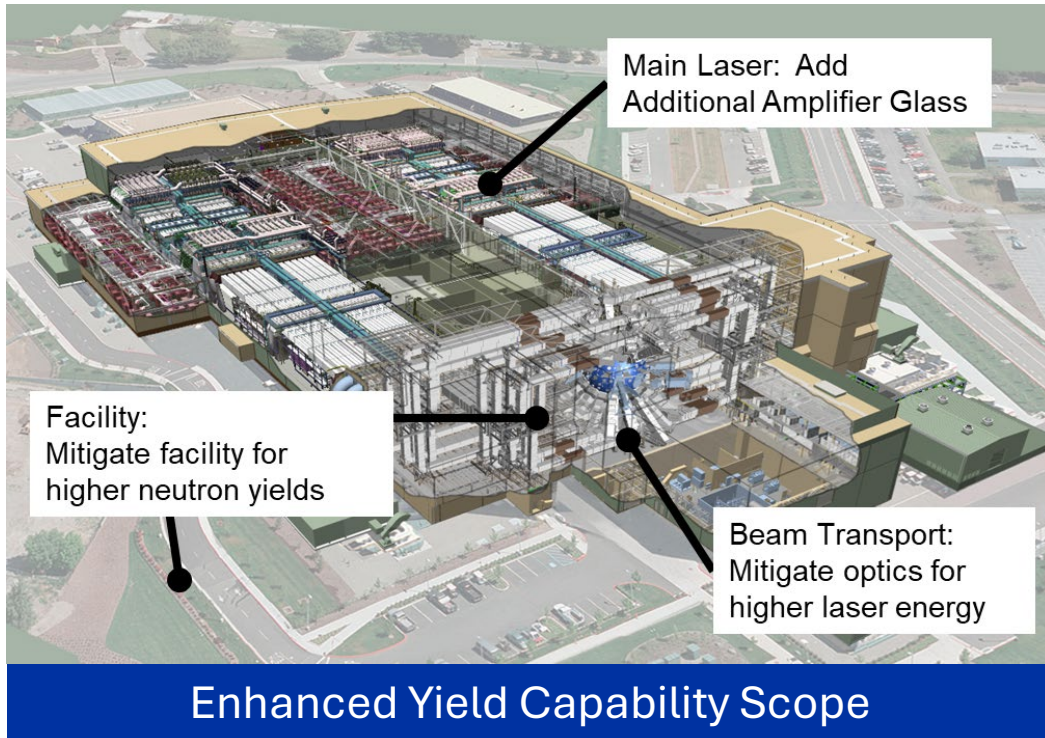 Main Laser: Add
Additional Amplifier Glass
Facility:
Mitigate facility for
higher neutron yields
Beam Transport:
Mitigate optics for
higher laser energy
Enhanced Yield Capability Scope